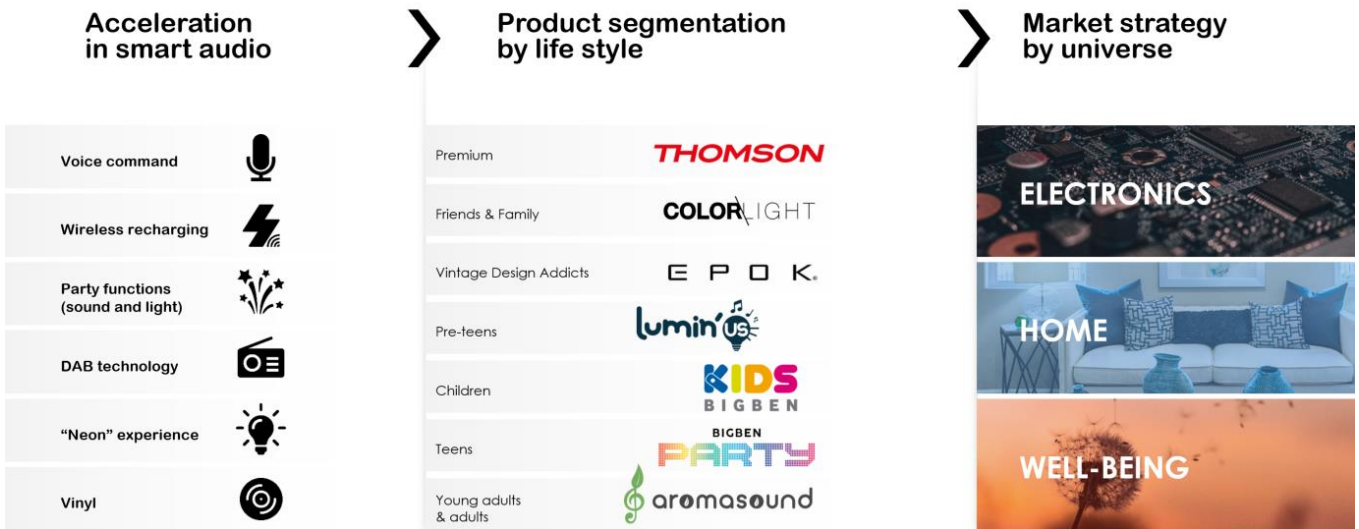 Acceleration
in smart audio
Voice command
Wireless recharging
Party functions
(sound and light)
DAB technology
“Neon” experience
Vinyl
Product segmentation
by life style
Premium
THOMSON
Friends & Family
COLOR\LIGHT
Vintage Design Addicts
EPOK®
Pre-teens
lumin'us
Children
KIDS
BIGBEN
Teens
BIGBEN
PARTY
Young adults
& adults
aromasound
Market strategy
by universe
ELECTRONICS
HOME
WELL-BEING